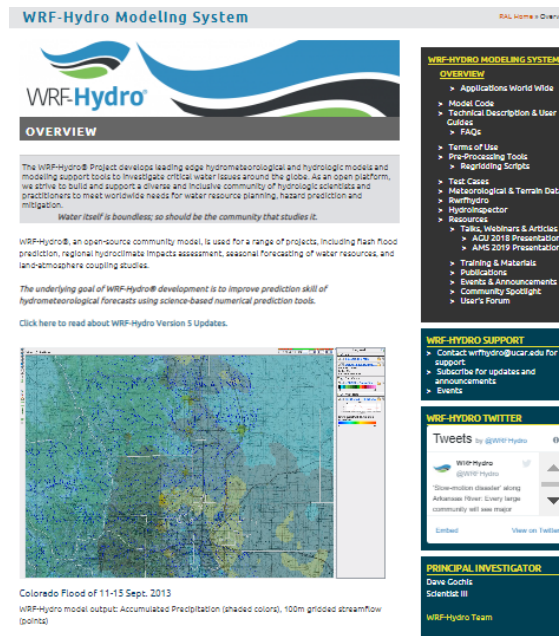 WRF-Hydro Modeling System
RAL Home »
WRF-Hydro®
OVERVIEW
The WRF-Hydro® Project develops leading edge hydrometeorological and hydrologic models and
modeling support tools to investigate critical water issues around the globe. As an open platform,
we strive to build and support a diverse and inclusive community of hydrologic scientists and
practitioners to meet worldwide needs for water resource planning, hazard prediction and
mitigation.
Water itself is boundless; so should be the community that studies it.
WRF-Hydro®, an open-source community model, is used for a range of projects, including flash flood
prediction, regional hydroclimate impacts assessment, seasonal forecasting of water resources, and
land-atmosphere coupling studies.
The underlying goal of WRF-Hydro® development is to improve prediction skill of
hydrometeorological forecasts using science-based numerical prediction tools.
Click here to read about WRF-Hydro Version 5 Updates.
Colorado Flood of 11-15 Sept. 2013
WRF-Hydro model output: Accumulated Precipitation (shaded colors), 100m gridded streamflow
(points)
WRF-HYDRO MODELING SYSTEM
OVERVIEW
> Applications World Wide
> Model Code
> Technical Description & User
Guides
> FAQs
> Terms of Use
> Pre-Processing Tools
> Regridding Scripts
> Test Cases
> Meteorological & Terrain Dat
> Rwrfhydro
> HydroInspector
> Resources
> Talks, Webinars & Articles
> AGU 2018 Presentation
> AMS 2019 Presentation
> Training & Materials
> Publications
> Events & Announcements
> Community Spotlight
> User's Forum
WRF-HYDRO SUPPORT
> Contact wrfhydro@ucar.edu for
support
> Subscribe for updates and
announcements
> Events
WRF-HYDRO TWITTER
Tweets by @WRFHydro
WRFHydro
@WRFHydro
'Slow-motion disaster' along
Arkansas River: Every large
community will see major
Embed View on Twitter
PRINCIPAL INVESTIGATOR
Dave Gochis
Scientist III
WRF-Hydro Team